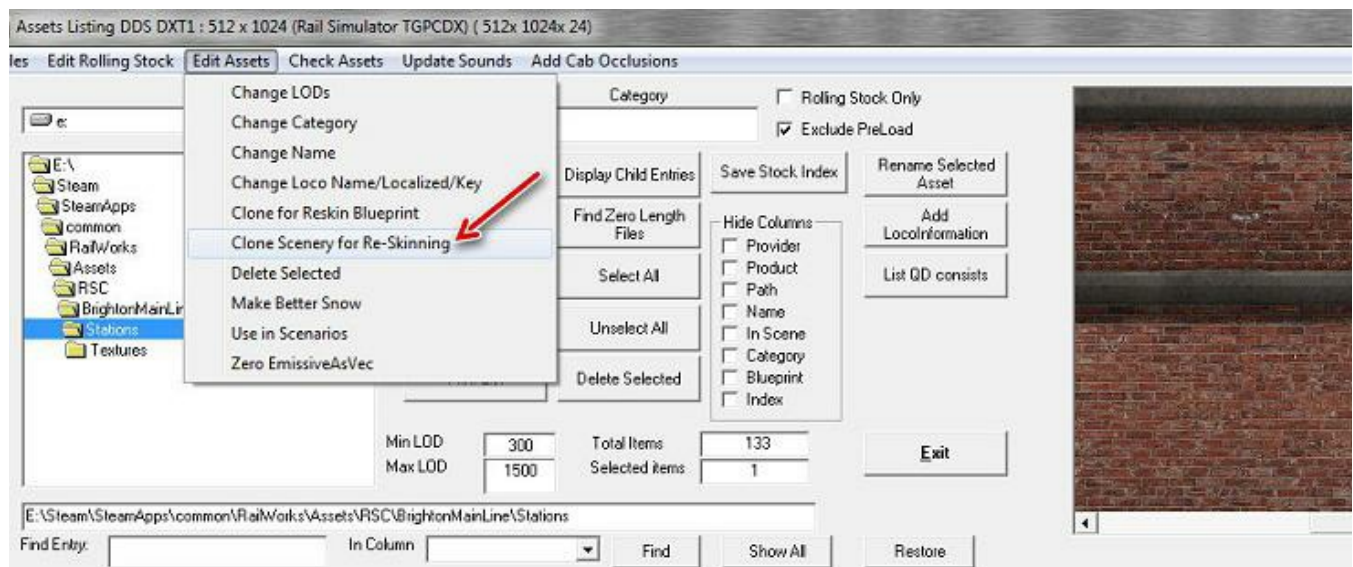 Assets Listing DDS DXT1 : 512 x 1024 (Rail Simulator TGPCDX) ( 512x 1024x 24)
les Edit Rolling Stock Edit Assets Check Assets Update Sounds Add Cab Occlusions
Change LODs
Change Category
Change Name
Change Loco Name/Localized/Key
Clone for Reskin Blueprint
Clone Scenery for Re-Skinning
Delete Selected
Make Better Snow
Use in Scenarios
Zero EmissiveAsVec
e:
E:\
Steam
SteamApps
common
RailWorks
Assets
RSC
BrightonMainLin
Stations
Textures
Category
Rolling Stock Only
Exclude PreLoad
Display Child Entries
Save Stock Index
Rename Selected
Asset
Find Zero Length
Files
Add
LocoInformation
Select All
List QD consists
Unselect All
Delete Selected
Hide Columns
Provider
Product
Path
Name
In Scene
Category
Blueprint
Index
Min LOD 300 Total Items 133
Max LOD 1500 Selected items 1
Exit
E:\Steam\SteamApps\common\RailWorks\Assets\RSC\BrightonMainLine\Stations
Find Entry: In Column Find Show All Restore